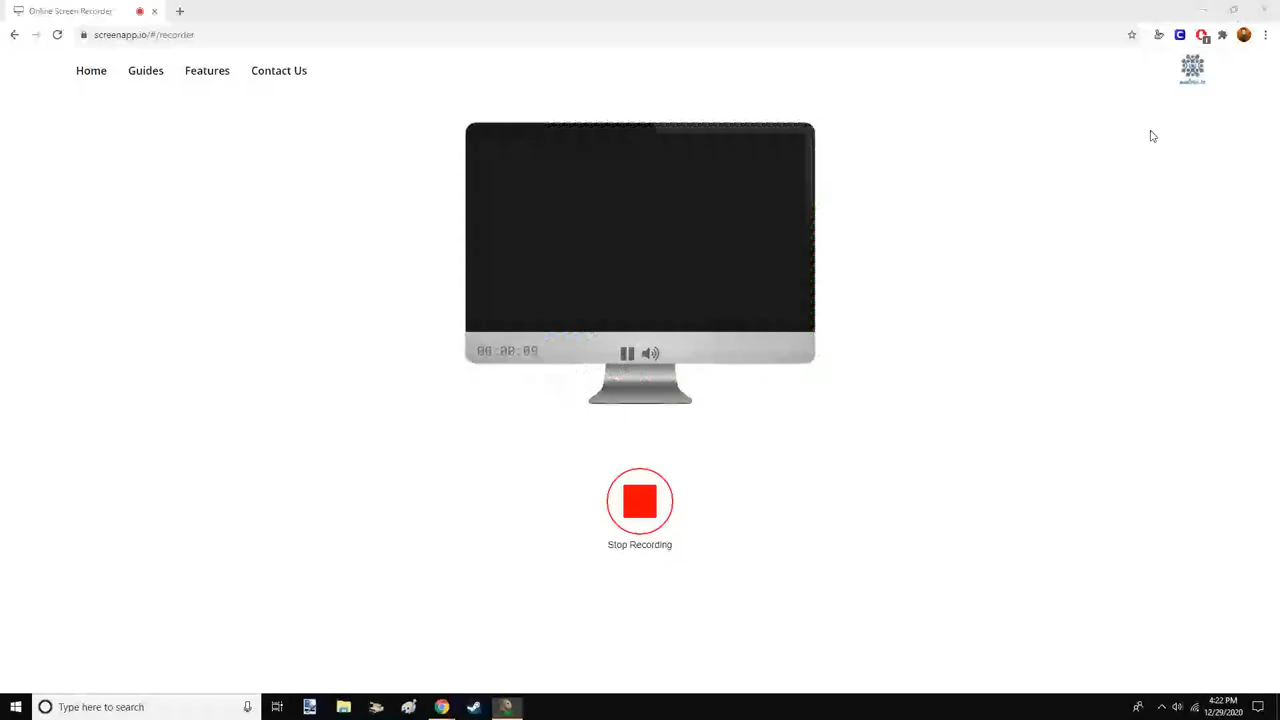 Online Screen Recorder
screenapp.io/#/recorder
Home Guides Features Contact Us
Stop Recording
Type here to search
4:22 PM
12/29/2020